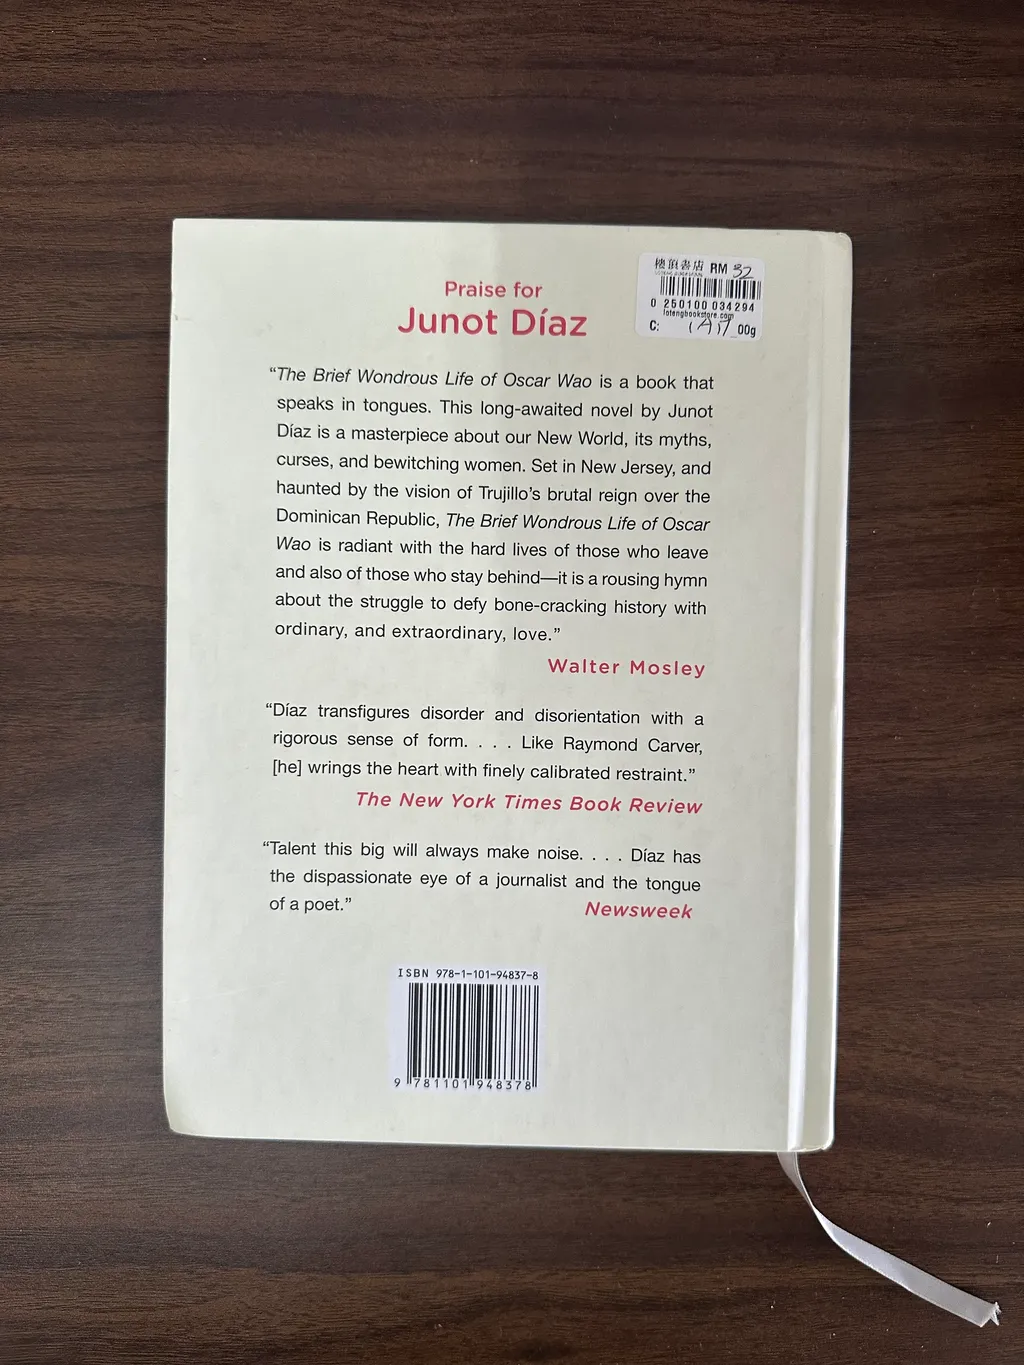 樓頂書店 RM 32
0 250100 034294
lotengbookstore.com
C: 00g
Praise for
Junot Díaz
“The Brief Wondrous Life of Oscar Wao is a book that
speaks in tongues. This long-awaited novel by Junot
Díaz is a masterpiece about our New World, its myths,
curses, and bewitching women. Set in New Jersey, and
haunted by the vision of Trujillo’s brutal reign over the
Dominican Republic, The Brief Wondrous Life of Oscar
Wao is radiant with the hard lives of those who leave
and also of those who stay behind—it is a rousing hymn
about the struggle to defy bone-cracking history with
ordinary, and extraordinary, love.”
Walter Mosley
“Díaz transfigures disorder and disorientation with a
rigorous sense of form. . . . Like Raymond Carver,
[he] wrings the heart with finely calibrated restraint.”
The New York Times Book Review
“Talent this big will always make noise. . . . Díaz has
the dispassionate eye of a journalist and the tongue
of a poet.”
Newsweek
ISBN 978-1-101-94837-8
9 781101 948378